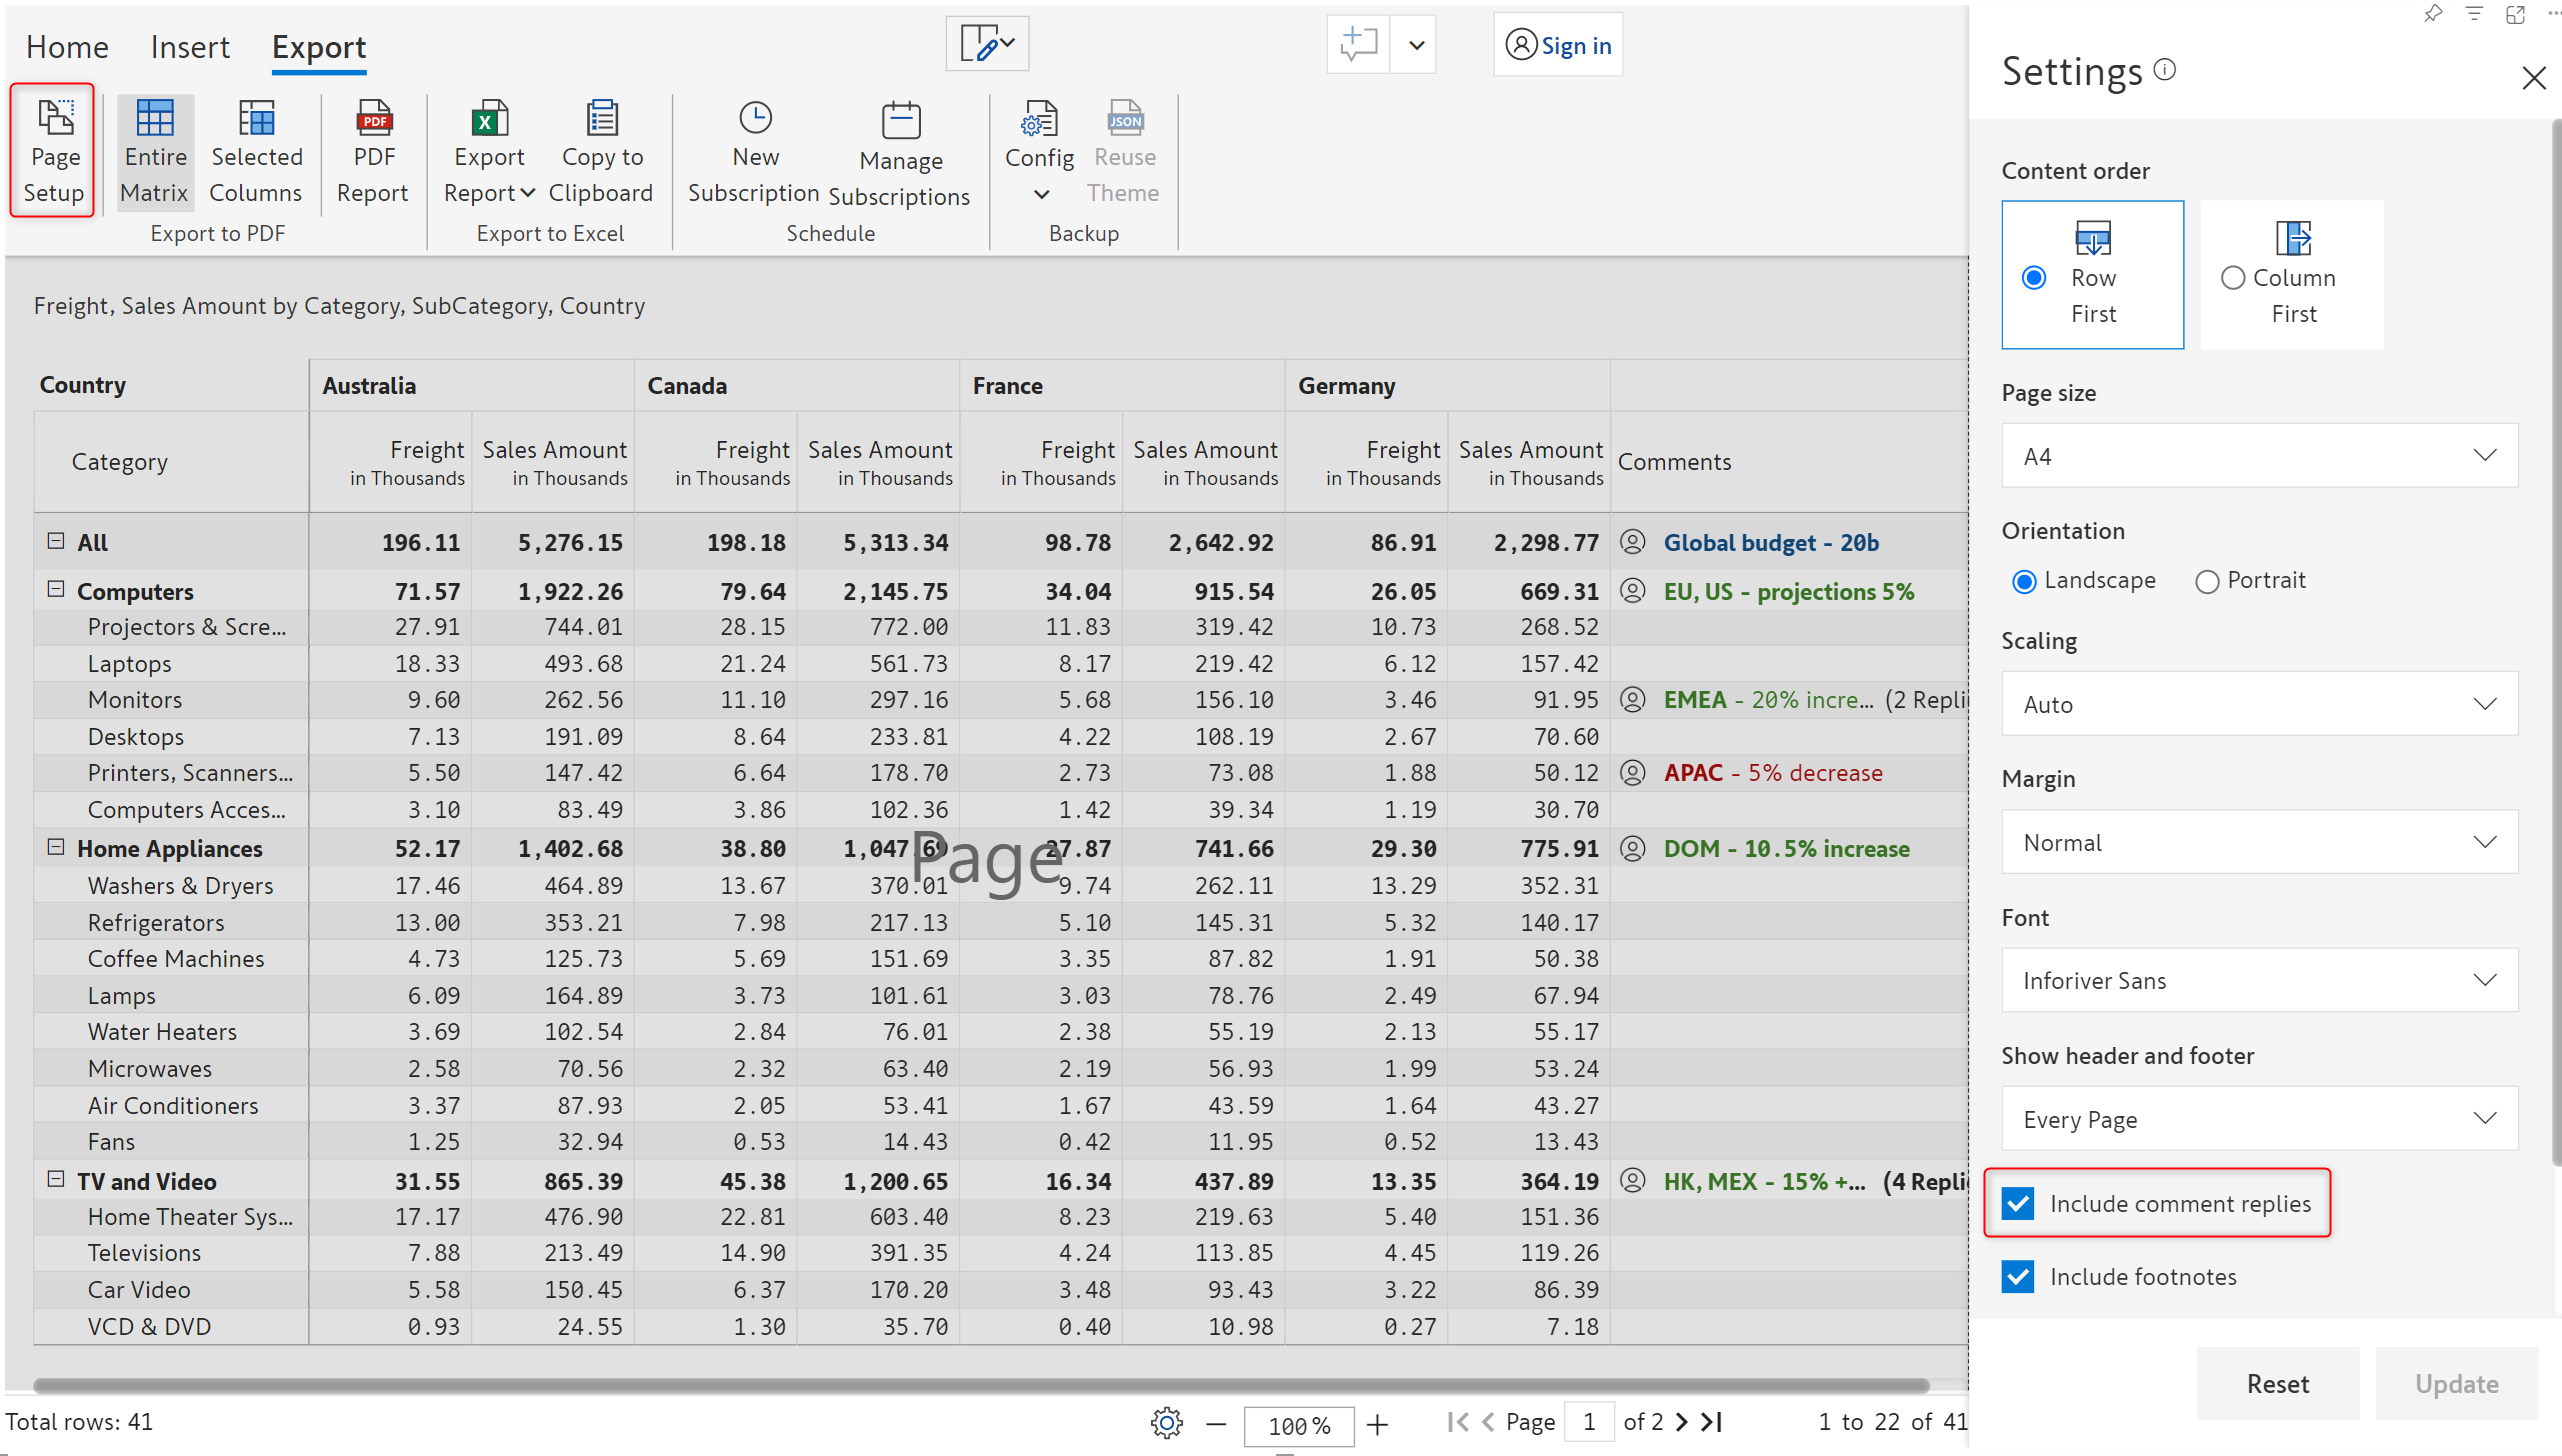 Home Insert Export
Sign in
Settings
Page Setup
Entire Matrix
Selected Columns
PDF
PDF Report
Export Report
Copy to Clipboard
New Subscription
Manage Subscriptions
Config
JSON
Reuse Theme
Export to PDF
Export to Excel
Schedule
Backup
Freight, Sales Amount by Category, SubCategory, Country
Country Australia Canada France Germany
Category Freight in Thousands Sales Amount in Thousands Freight in Thousands Sales Amount in Thousands Freight in Thousands Sales Amount in Thousands Freight in Thousands Sales Amount in Thousands Comments
All 196.11 5,276.15 198.18 5,313.34 98.78 2,642.92 86.91 2,298.77 Global budget - 20b
Computers 71.57 1,922.26 79.64 2,145.75 34.04 915.54 26.05 669.31 EU, US - projections 5%
Projectors & Scre... 27.91 744.01 28.15 772.00 11.83 319.42 10.73 268.52
Laptops 18.33 493.68 21.24 561.73 8.17 219.42 6.12 157.42
Monitors 9.60 262.56 11.10 297.16 5.68 156.10 3.46 91.95 EMEA - 20% incre... (2 Repli
Desktops 7.13 191.09 8.64 233.81 4.22 108.19 2.67 70.60
Printers, Scanners... 5.50 147.42 6.64 178.70 2.73 73.08 1.88 50.12 APAC - 5% decrease
Computers Acces... 3.10 83.49 3.86 102.36 1.42 39.34 1.19 30.70
Home Appliances 52.17 1,402.68 38.80 1,047.69 27.87 741.66 29.30 775.91 DOM - 10.5% increase
Page
Washers & Dryers 17.46 464.89 13.67 370.01 9.74 262.11 13.29 352.31
Refrigerators 13.00 353.21 7.98 217.13 5.10 145.31 5.32 140.17
Coffee Machines 4.73 125.73 5.69 151.69 3.35 87.82 1.91 50.38
Lamps 6.09 164.89 3.73 101.61 3.03 78.76 2.49 67.94
Water Heaters 3.69 102.54 2.84 76.01 2.38 55.19 2.13 55.17
Microwaves 2.58 70.56 2.32 63.40 2.19 56.93 1.99 53.24
Air Conditioners 3.37 87.93 2.05 53.41 1.67 43.59 1.64 43.27
Fans 1.25 32.94 0.53 14.43 0.42 11.95 0.52 13.43
TV and Video 31.55 865.39 45.38 1,200.65 16.34 437.89 13.35 364.19 HK, MEX - 15% +... (4 Repli
Home Theater Sys... 17.17 476.90 22.81 603.40 8.23 219.63 5.40 151.36
Televisions 7.88 213.49 14.90 391.35 4.24 113.85 4.45 119.26
Car Video 5.58 150.45 6.37 170.20 3.48 93.43 3.22 86.39
VCD & DVD 0.93 24.55 1.30 35.70 0.40 10.98 0.27 7.18
Total rows: 41
100 %
Page 1 of 2
1 to 22 of 41
Content order
Row First
Column First
Page size
A4
Orientation
Landscape Portrait
Scaling
Auto
Margin
Normal
Font
Inforiver Sans
Show header and footer
Every Page
Include comment replies
Include footnotes
Reset Update